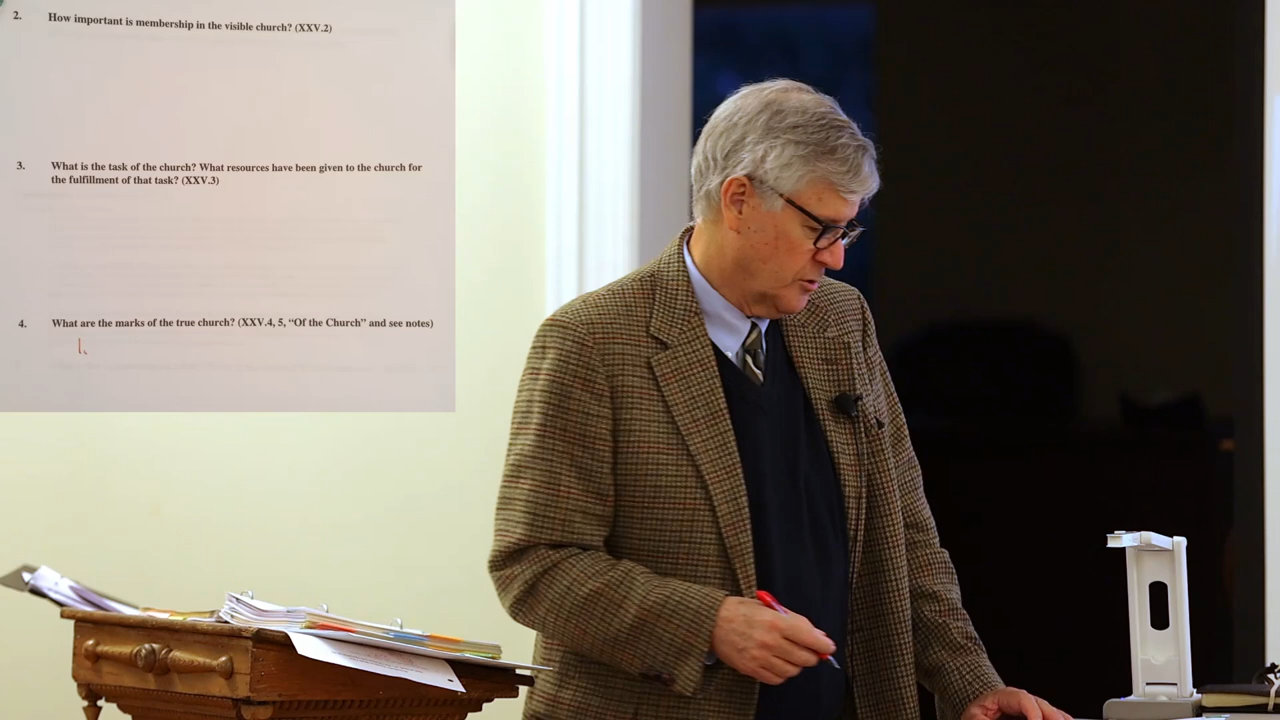 2. How important is membership in the visible church? (XXV.2)
3. What is the task of the church? What resources have been given to the church for
the fulfillment of that task? (XXV.3)
4. What are the marks of the true church? (XXV.4, 5, “Of the Church” and see notes)
1.